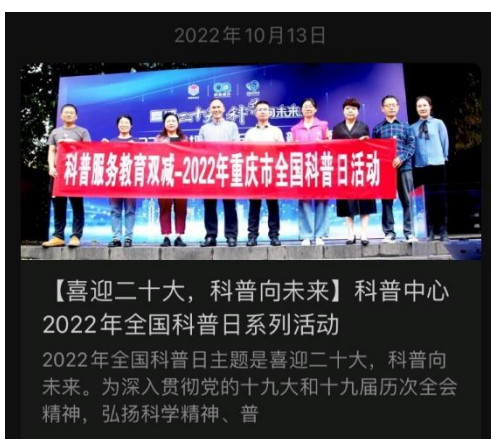 2022年10月13日
科普向未来
科普服务教育双减-2022年重庆市全国科普日活动
【喜迎二十大，科普向未来】科普中心
2022年全国科普日系列活动
2022年全国科普日主题是喜迎二十大，科普向
未来。为深入贯彻党的十九大和十九届历次全会
精神，弘扬科学精神、普